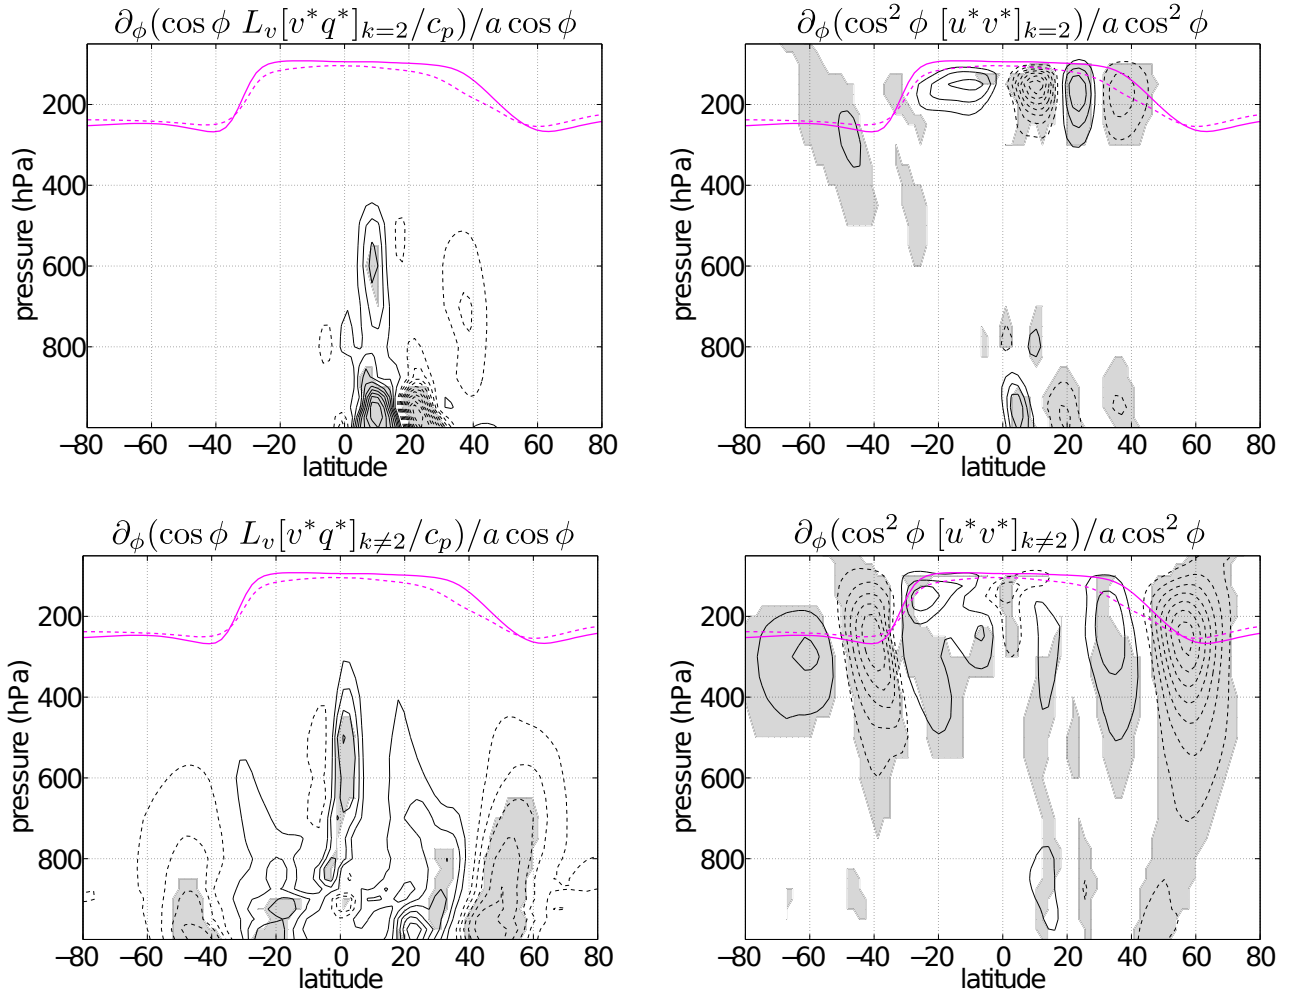 ∂ϕ(cos ϕ Lᵥ[v*q*]k=2/cₚ)/a cos ϕ
∂ϕ(cos² ϕ [u*v*]k=2)/a cos² ϕ
pressure (hPa)
200
400
600
800
−80 −60 −40 −20 0 20 40 60 80
latitude
pressure (hPa)
200
400
600
800
−80 −60 −40 −20 0 20 40 60 80
latitude
∂ϕ(cos ϕ Lᵥ[v*q*]k≠2/cₚ)/a cos ϕ
∂ϕ(cos² ϕ [u*v*]k≠2)/a cos² ϕ
pressure (hPa)
200
400
600
800
−80 −60 −40 −20 0 20 40 60 80
latitude
pressure (hPa)
200
400
600
800
−80 −60 −40 −20 0 20 40 60 80
latitude